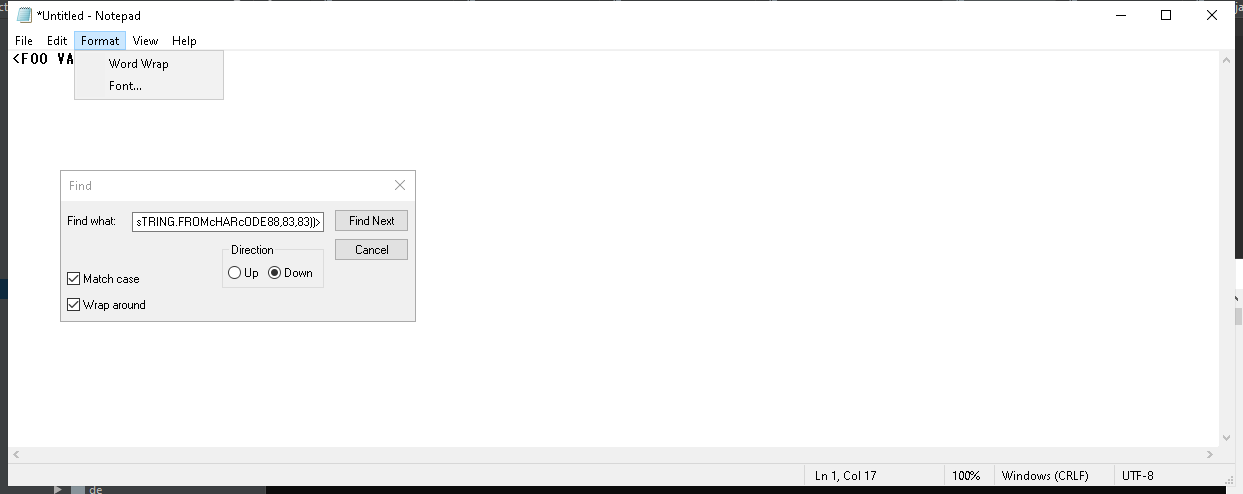 *Untitled - Notepad
File Edit Format View Help
<FOO VA
Word Wrap
Font...
Find
Find what: sTRING.FROMcHARcODE88,83,83))> Find Next
Direction Cancel
Up Down
Match case
Wrap around
Ln 1, Col 17 100% Windows (CRLF) UTF-8
de